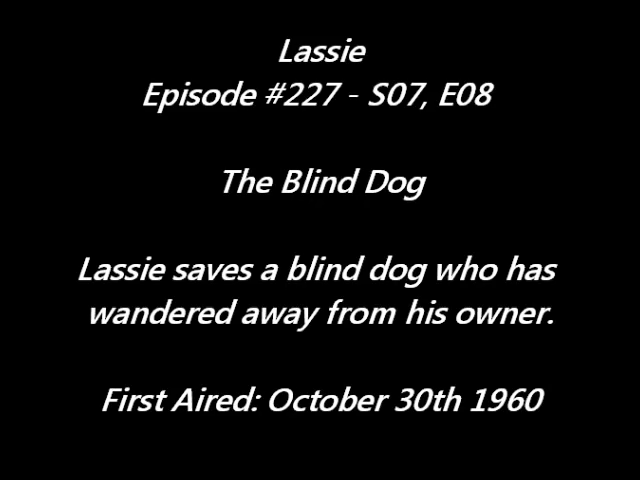 Lassie
Episode #227 - S07, E08
The Blind Dog
Lassie saves a blind dog who has
wandered away from his owner.
First Aired: October 30th 1960